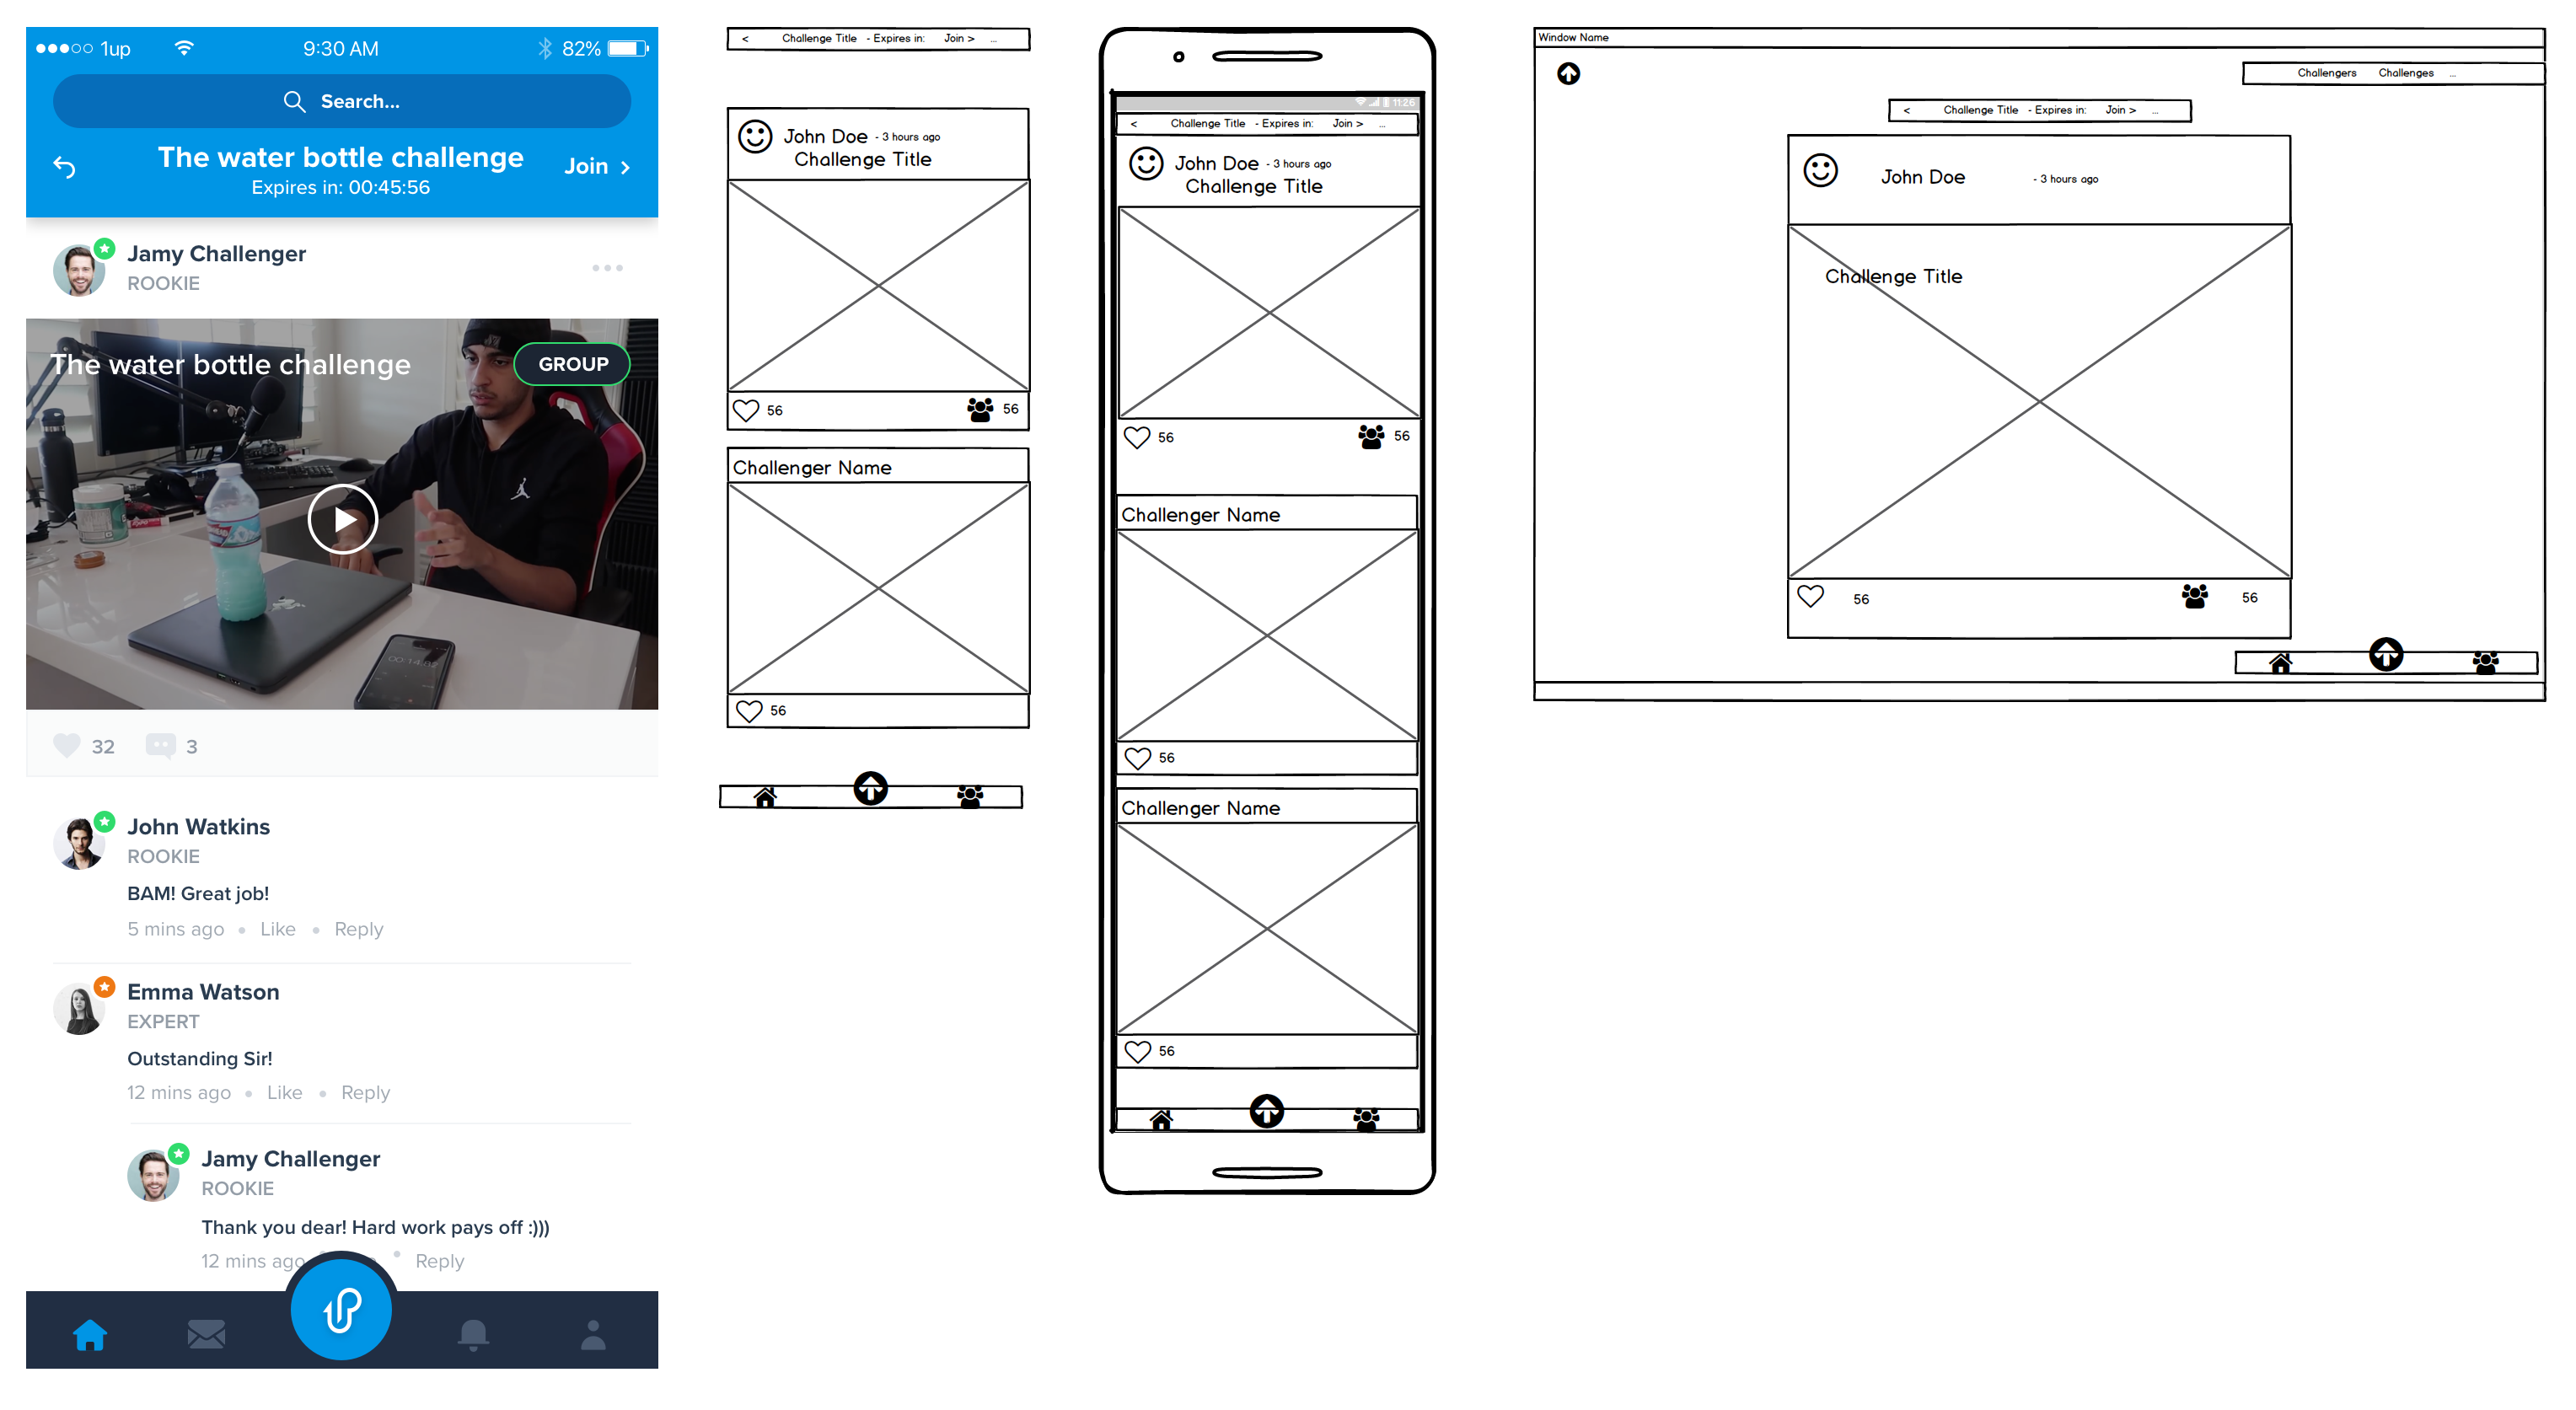 1up 9:30 AM 82%
Search...
The water bottle challenge
Expires in: 00:45:56
Join >
Jamy Challenger
ROOKIE
The water bottle challenge
GROUP
32 3
John Watkins
ROOKIE
BAM! Great job!
5 mins ago • Like • Reply
Emma Watson
EXPERT
Outstanding Sir!
12 mins ago • Like • Reply
Jamy Challenger
ROOKIE
Thank you dear! Hard work pays off :)))
12 mins ago • Reply
< Challenge Title - Expires in: Join > ...
John Doe - 3 hours ago
Challenge Title
56 56
Challenger Name
56
11:26
< Challenge Title - Expires in: Join > ...
John Doe - 3 hours ago
Challenge Title
56 56
Challenger Name
56
Challenger Name
56
Window Name
Challengers Challenges ...
< Challenge Title - Expires in: Join > ...
John Doe - 3 hours ago
Challenge Title
56 56